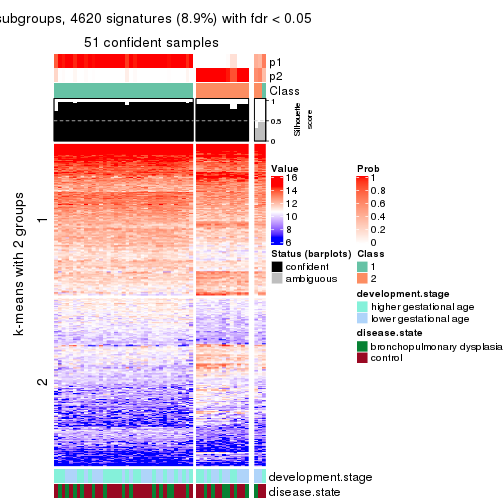 subgroups, 4620 signatures (8.9%) with fdr < 0.05
51 confident samples
p1
p2
Class
1
0.5
0
Silhouette
score
k-means with 2 groups
1
2
Value
16
14
12
10
8
6
Prob
1
0.8
0.6
0.4
0.2
0
Status (barplots)
confident
ambiguous
Class
1
2
development.stage
higher gestational age
lower gestational age
disease.state
bronchopulmonary dysplasia
control
development.stage
disease.state